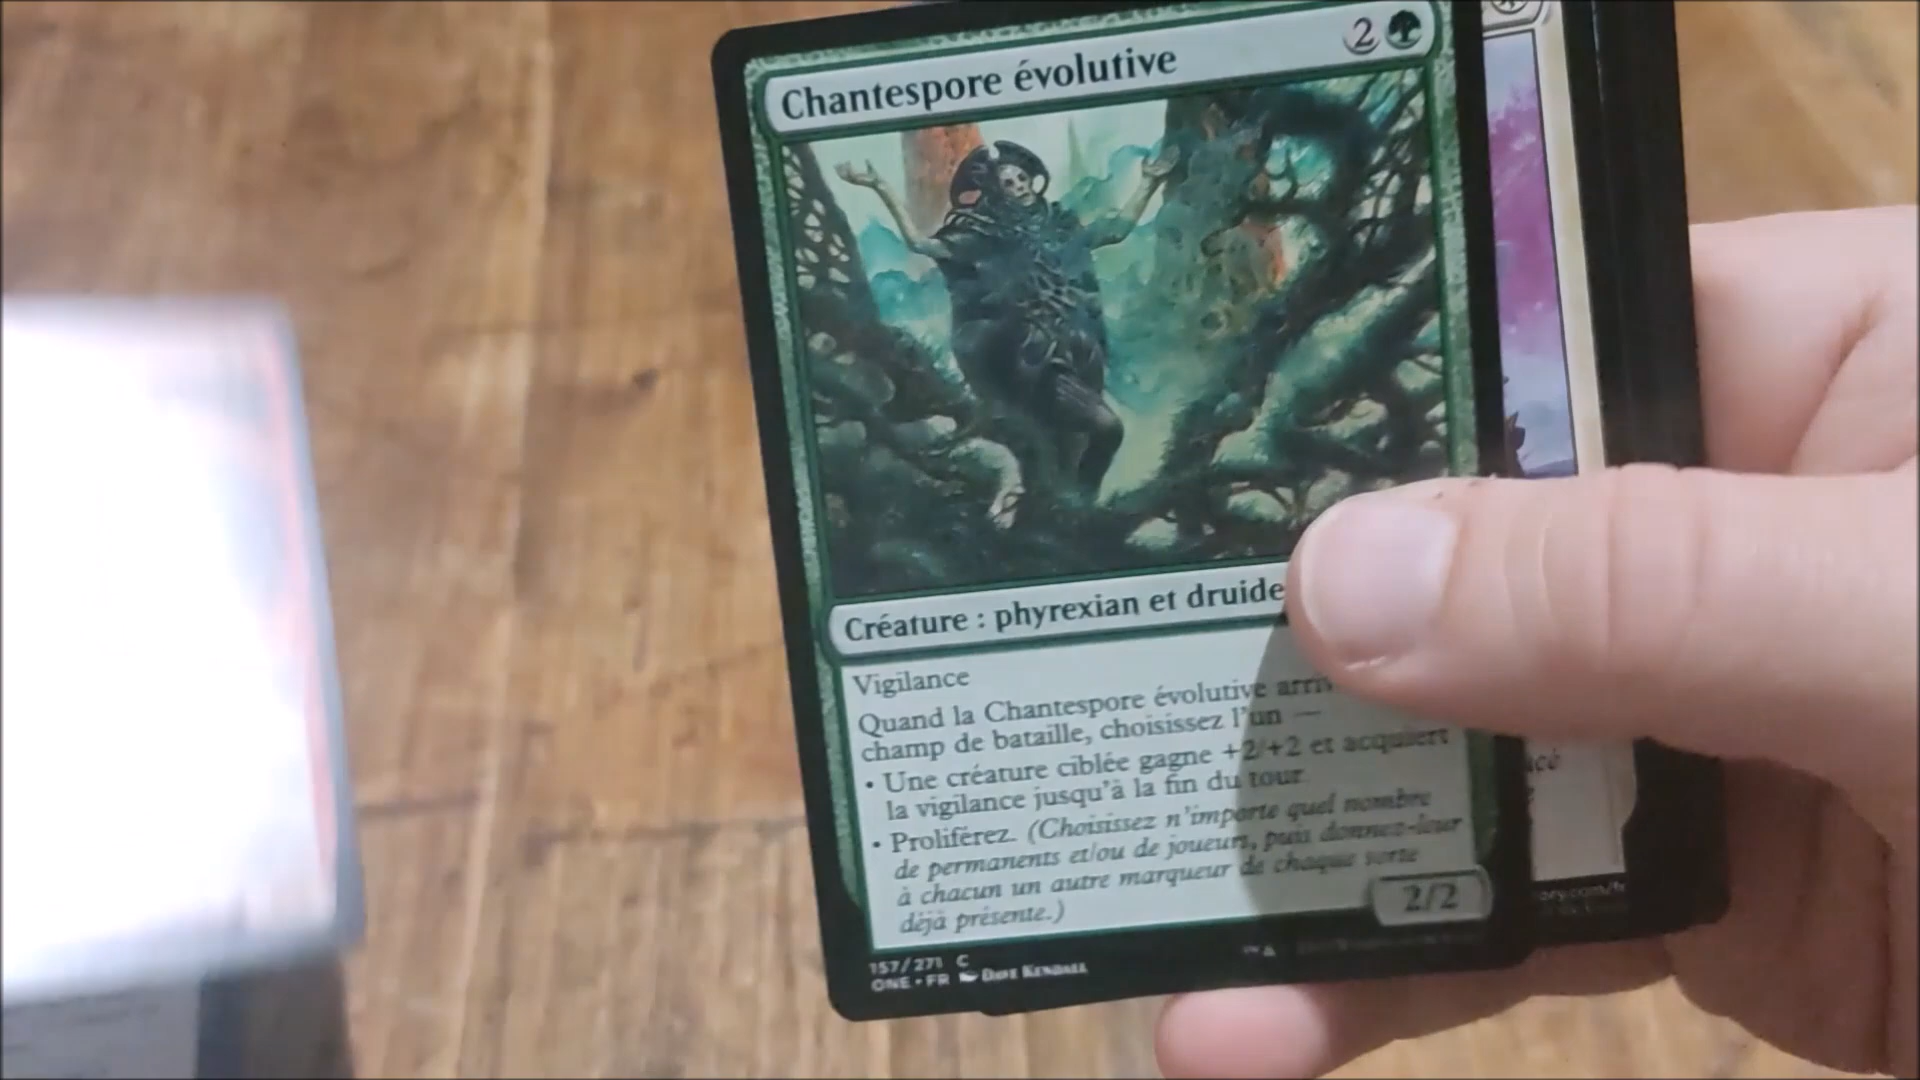 Chantespore évolutive 2
Créature : phyrexian et druide
Vigilance
Quand la Chantespore évolutive
champ de bataille, choisissez l'un —
• Une créature ciblée gagne +2/+2 et acquiert
la vigilance jusqu'à la fin du tour.
• Proliférez. (Choisissez n'importe quel nombre
de permanents et/ou de joueurs, puis donnez-leur
à chacun un autre marqueur de chaque sorte
déjà présente.)
2/2
157/271 C
ONE • FR Dave Kendall